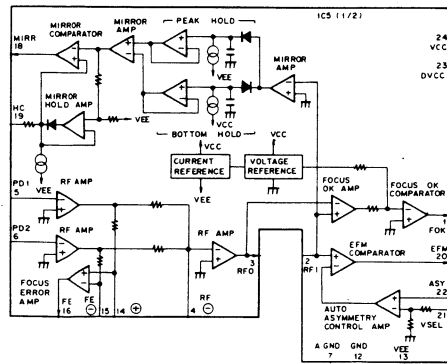 IC5 (1/2)
PEAK HOLD
MIRROR
AMP
MIRR
18
MIRROR
COMPARATOR
24
VCC
23
DVCC
VEE
MIRROR
AMP
MIRROR
HOLD AMP
HC
19
VEE
VCC
VCC
BOTTOM HOLD
VCC
VEE
CURRENT
REFERENCE
VOLTAGE
REFERENCE
FOCUS
OK AMP
FOCUS OK
COMPARATOR
PD1
5
RF AMP
VEE
1
FOK
PD2
6
RF AMP
RF AMP
3
RFO
2
RFI
EFM
COMPARATOR
EFM
20
ASY
22
21
VSEL
FOCUS
ERROR
AMP
FE
16
FE
⊖
15
14
⊕
RF
⊖
4
AUTO
ASYMMETRY
CONTROL AMP
VEE
13
A GND
7
GND
12